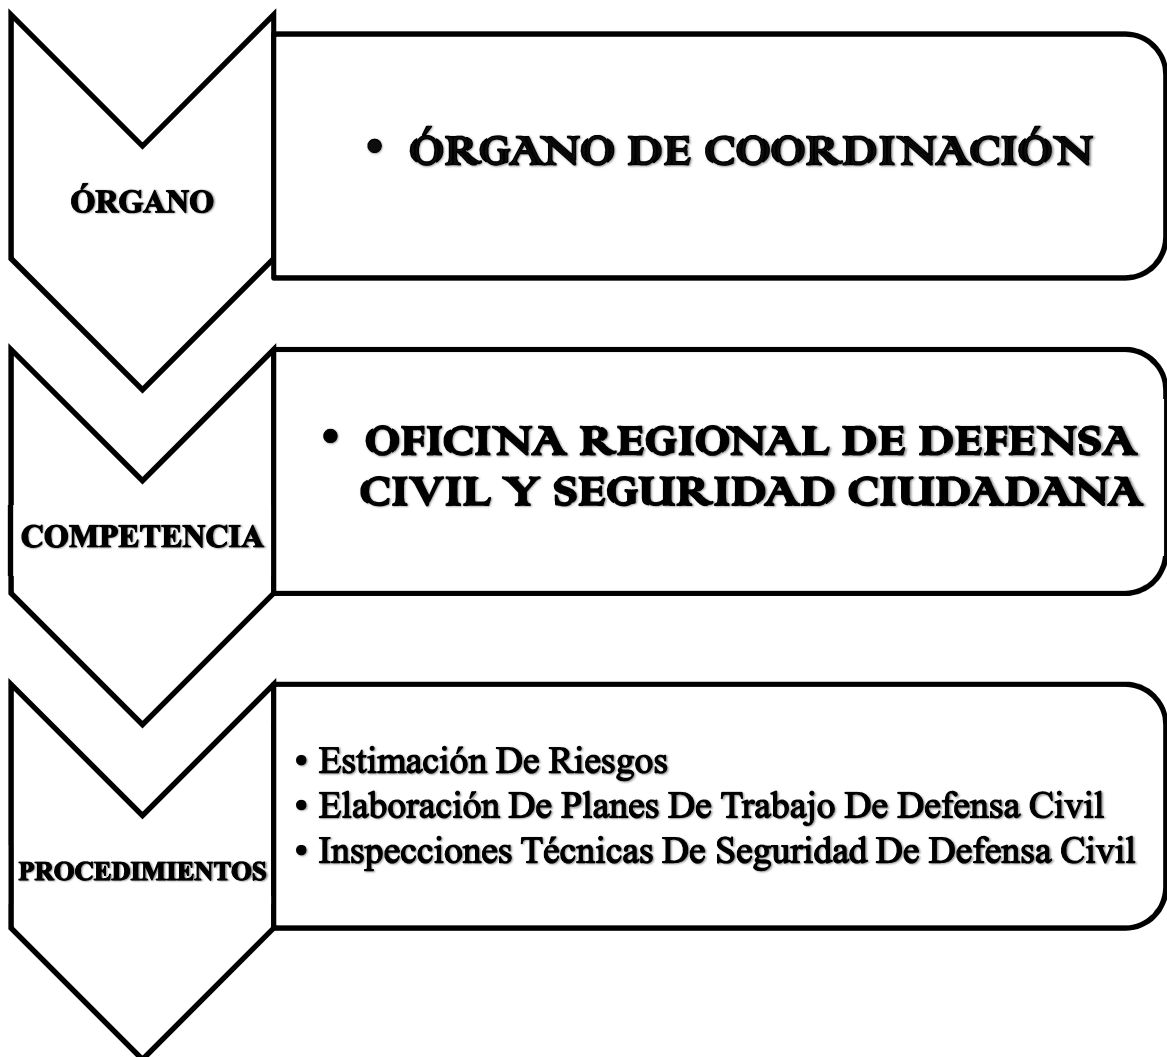 ÓRGANO
• ÓRGANO DE COORDINACIÓN
COMPETENCIA
• OFICINA REGIONAL DE DEFENSA
CIVIL Y SEGURIDAD CIUDADANA
PROCEDIMIENTOS
• Estimación De Riesgos
• Elaboración De Planes De Trabajo De Defensa Civil
• Inspecciones Técnicas De Seguridad De Defensa Civil